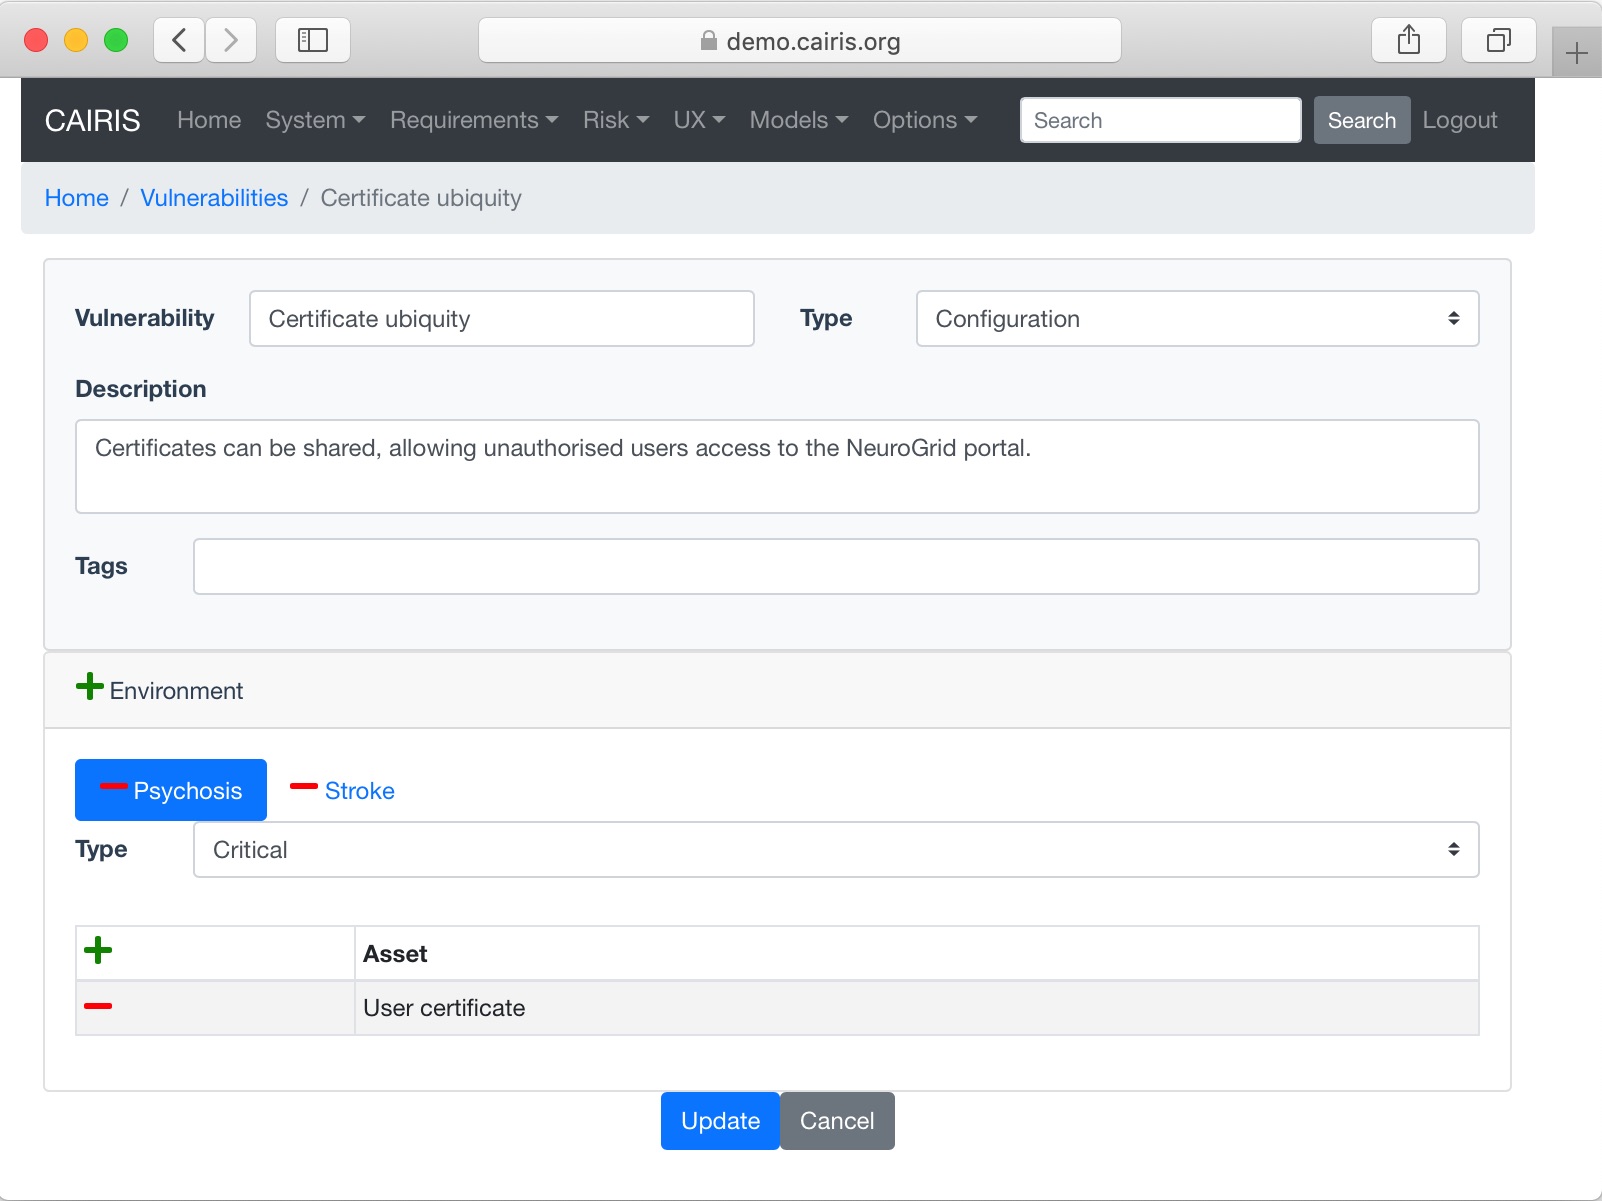 demo.cairis.org
CAIRIS Home System Requirements Risk UX Models Options Search Search Logout
Home / Vulnerabilities / Certificate ubiquity
Vulnerability Certificate ubiquity Type Configuration
Description
Certificates can be shared, allowing unauthorised users access to the NeuroGrid portal.
Tags
Environment
Psychosis Stroke
Type Critical
Asset
User certificate
Update Cancel